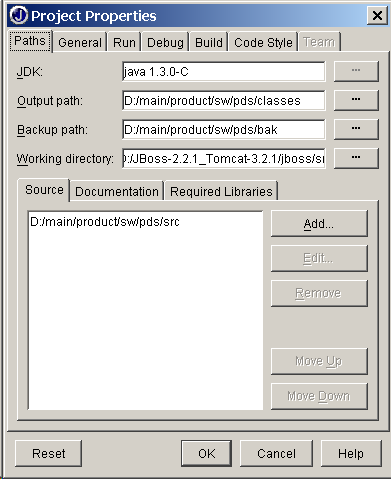 Project Properties
Paths General Run Debug Build Code Style Team
JDK: java 1.3.0-C ...
Output path: D:/main/product/sw/pds/classes ...
Backup path: D:/main/product/sw/pds/bak ...
Working directory: :/JBoss-2.2.1_Tomcat-3.2.1/jboss/ ...
Source Documentation Required Libraries
D:/main/product/sw/pds/src
Add...
Edit...
Remove
Move Up
Move Down
Reset OK Cancel Help